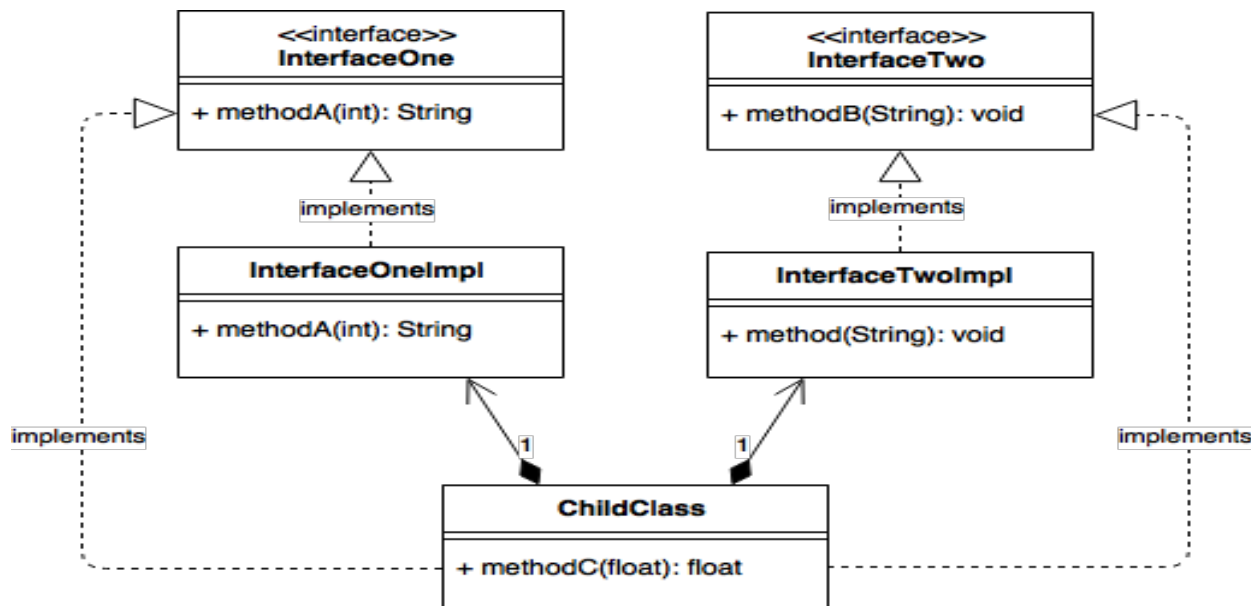 <<interface>>
InterfaceOne
+ methodA(int): String
<<interface>>
InterfaceTwo
+ methodB(String): void
implements
implements
InterfaceOneImpl
+ methodA(int): String
InterfaceTwoImpl
+ method(String): void
implements
implements
1
1
ChildClass
+ methodC(float): float